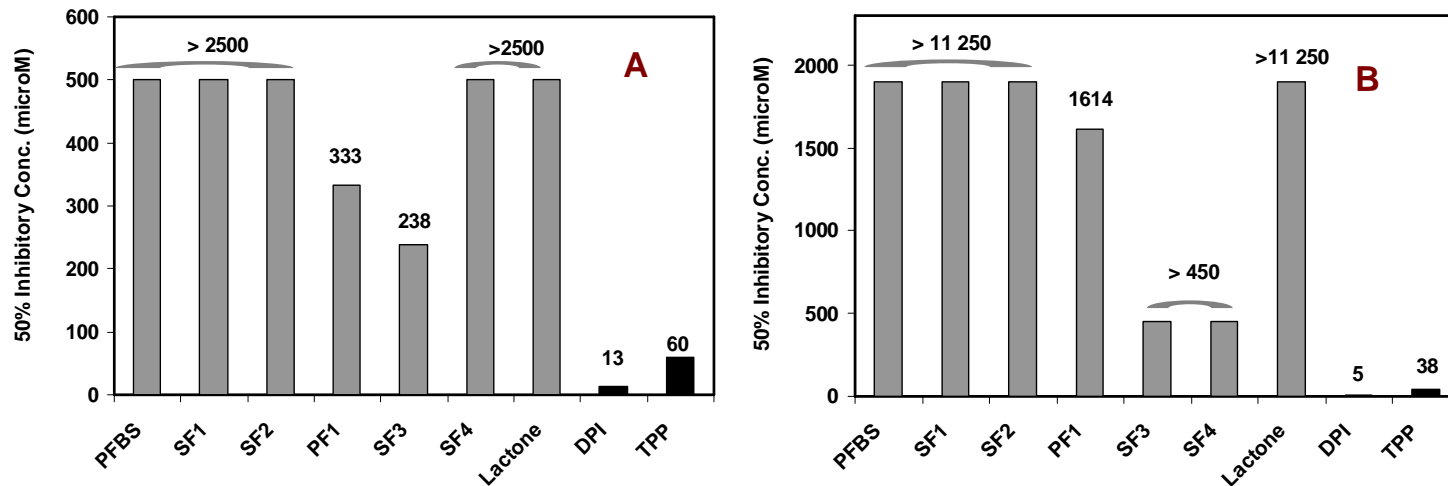 50% Inhibitory Conc. (microM)
600
500
400
300
200
100
0
> 2500
>2500
A
333
238
13
60
PFBS
SF1
SF2
PF1
SF3
SF4
Lactone
DPI
TPP
50% Inhibitory Conc. (microM)
2000
1500
1000
500
0
> 11 250
>11 250
B
1614
> 450
5
38
PFBS
SF1
SF2
PF1
SF3
SF4
Lactone
DPI
TPP